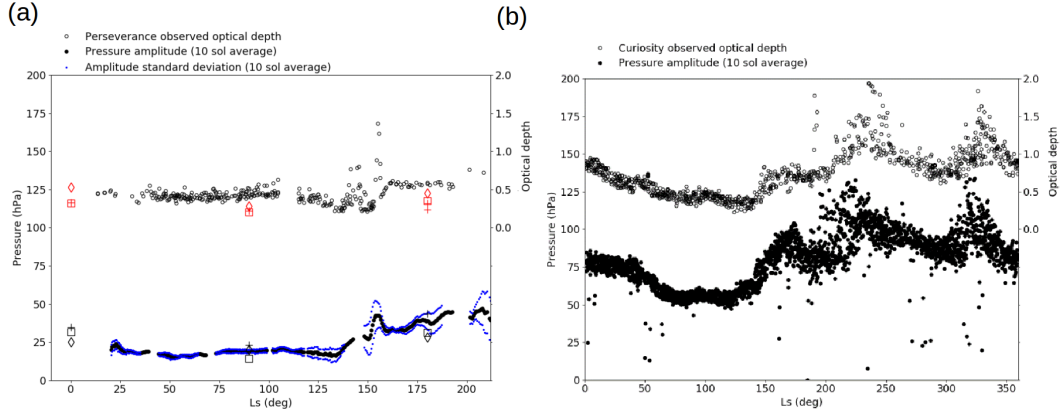 (a)
Perseverance observed optical depth
Pressure amplitude (10 sol average)
Amplitude standard deviation (10 sol average)
200
175
150
125
100
75
50
25
0
Pressure (hPa)
2.0
1.5
1.0
0.5
0.0
Optical depth
0 25 50 75 100 125 150 175 200
Ls (deg)
(b)
Curiosity observed optical depth
Pressure amplitude (10 sol average)
200
175
150
125
100
75
50
25
0
Pressure (hPa)
2.0
1.5
1.0
0.5
0.0
Optical depth
0 50 100 150 200 250 300 350
Ls (deg)